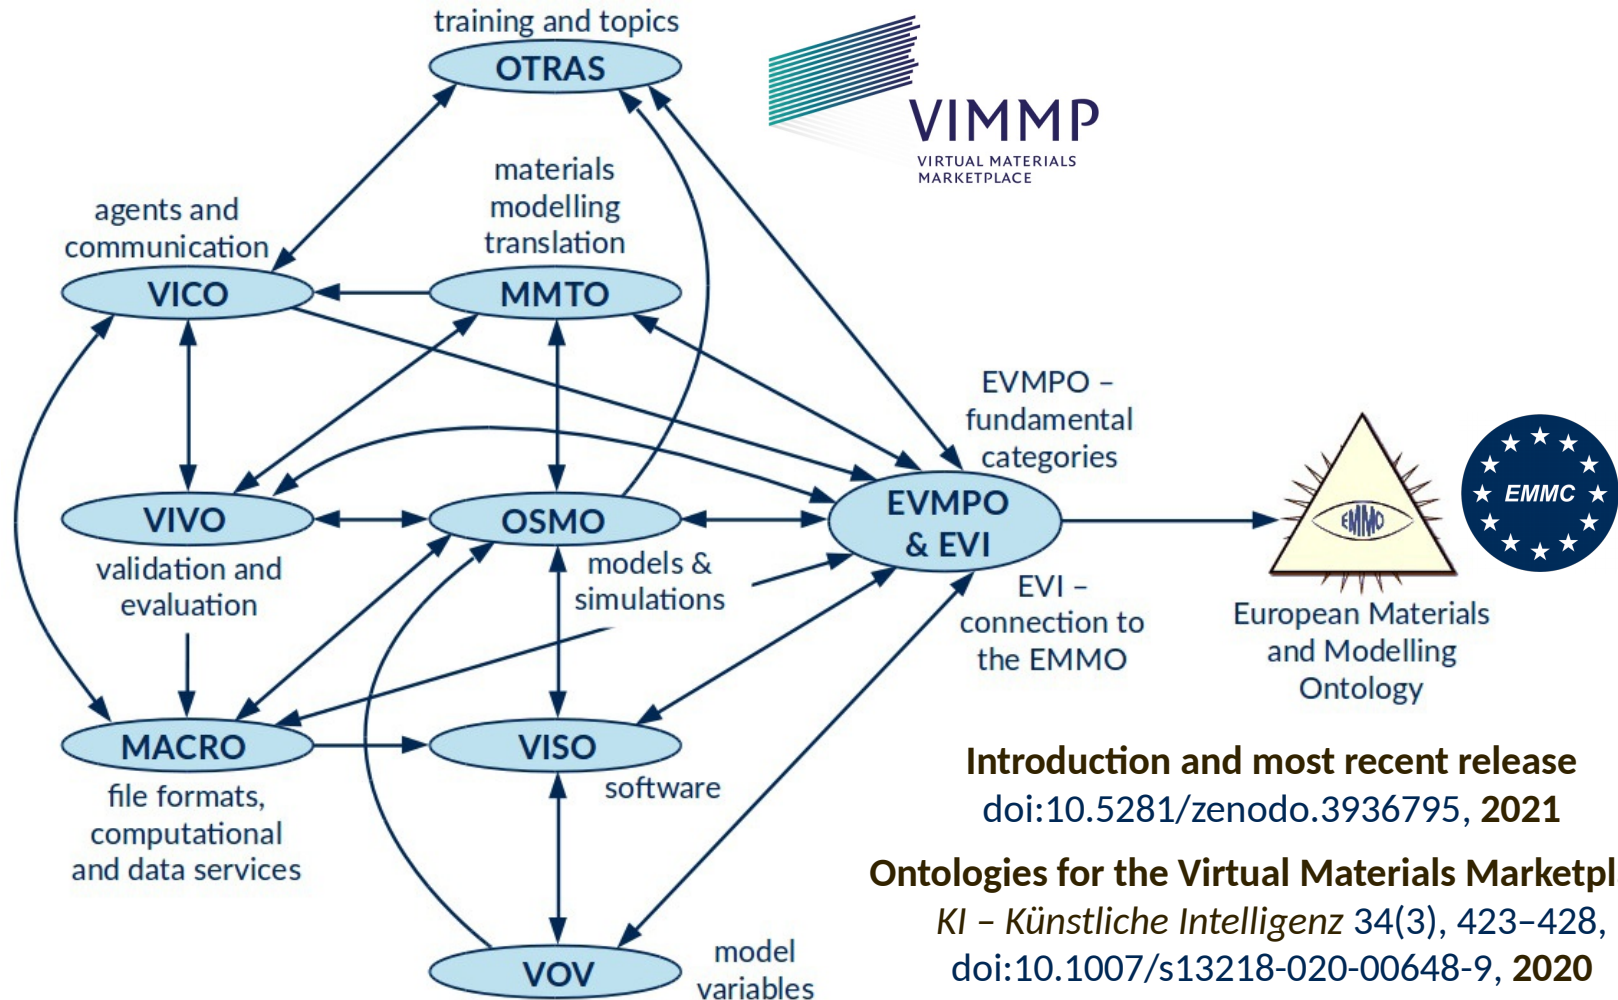 training and topics
OTRAS
VIMMP
VIRTUAL MATERIALS
MARKETPLACE
materials
modelling
translation
agents and
communication
VICO
MMTO
EVMPO –
fundamental
categories
EMMC
EMMO
VIVO
OSMO
EVMPO
& EVI
validation and
evaluation
models &
simulations
EVI –
connection to
the EMMO
European Materials
and Modelling
Ontology
MACRO
VISO
file formats,
computational
and data services
software
Introduction and most recent release
doi:10.5281/zenodo.3936795, 2021
Ontologies for the Virtual Materials Marketpl
KI – Künstliche Intelligenz 34(3), 423–428,
doi:10.1007/s13218-020-00648-9, 2020
VOV
model
variables